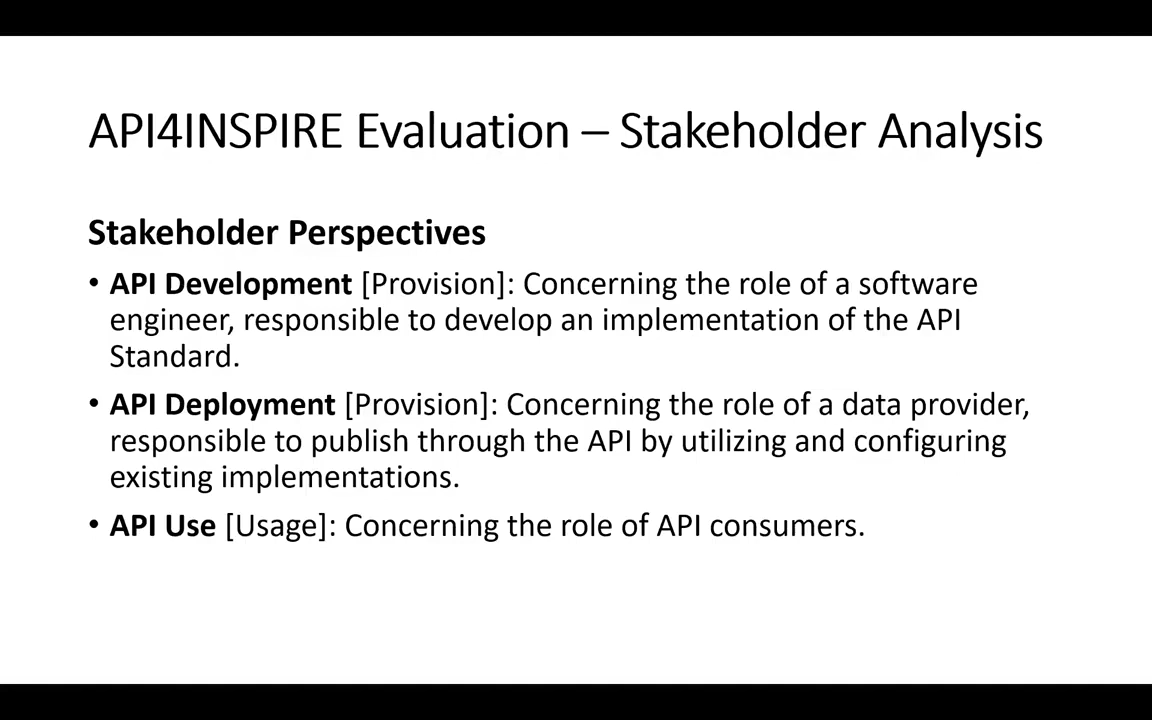 API4INSPIRE Evaluation – Stakeholder Analysis
Stakeholder Perspectives
• API Development [Provision]: Concerning the role of a software
engineer, responsible to develop an implementation of the API
Standard.
• API Deployment [Provision]: Concerning the role of a data provider,
responsible to publish through the API by utilizing and configuring
existing implementations.
• API Use [Usage]: Concerning the role of API consumers.